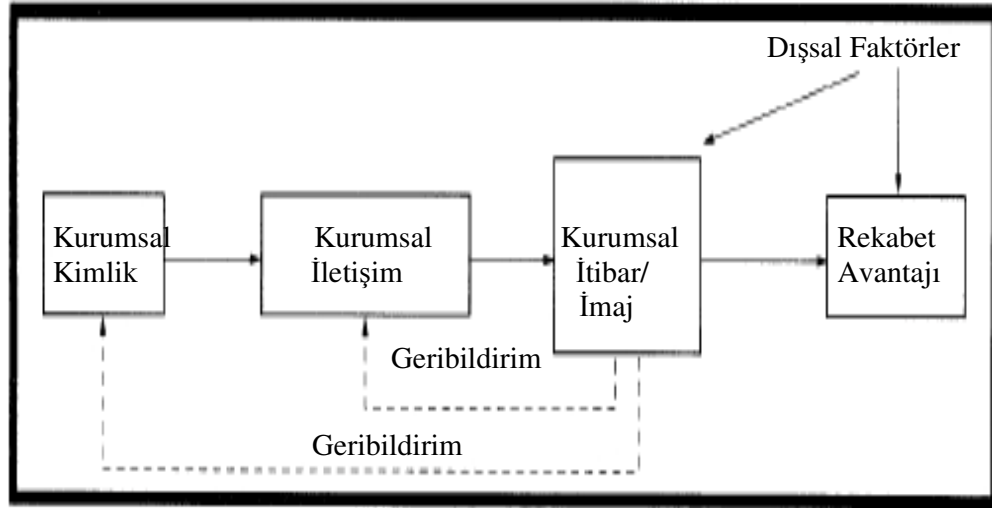 Dışsal Faktörler
Kurumsal
Kimlik
Kurumsal
İletişim
Kurumsal
İtibar/
İmaj
Rekabet
Avantajı
Geribildirim
Geribildirim